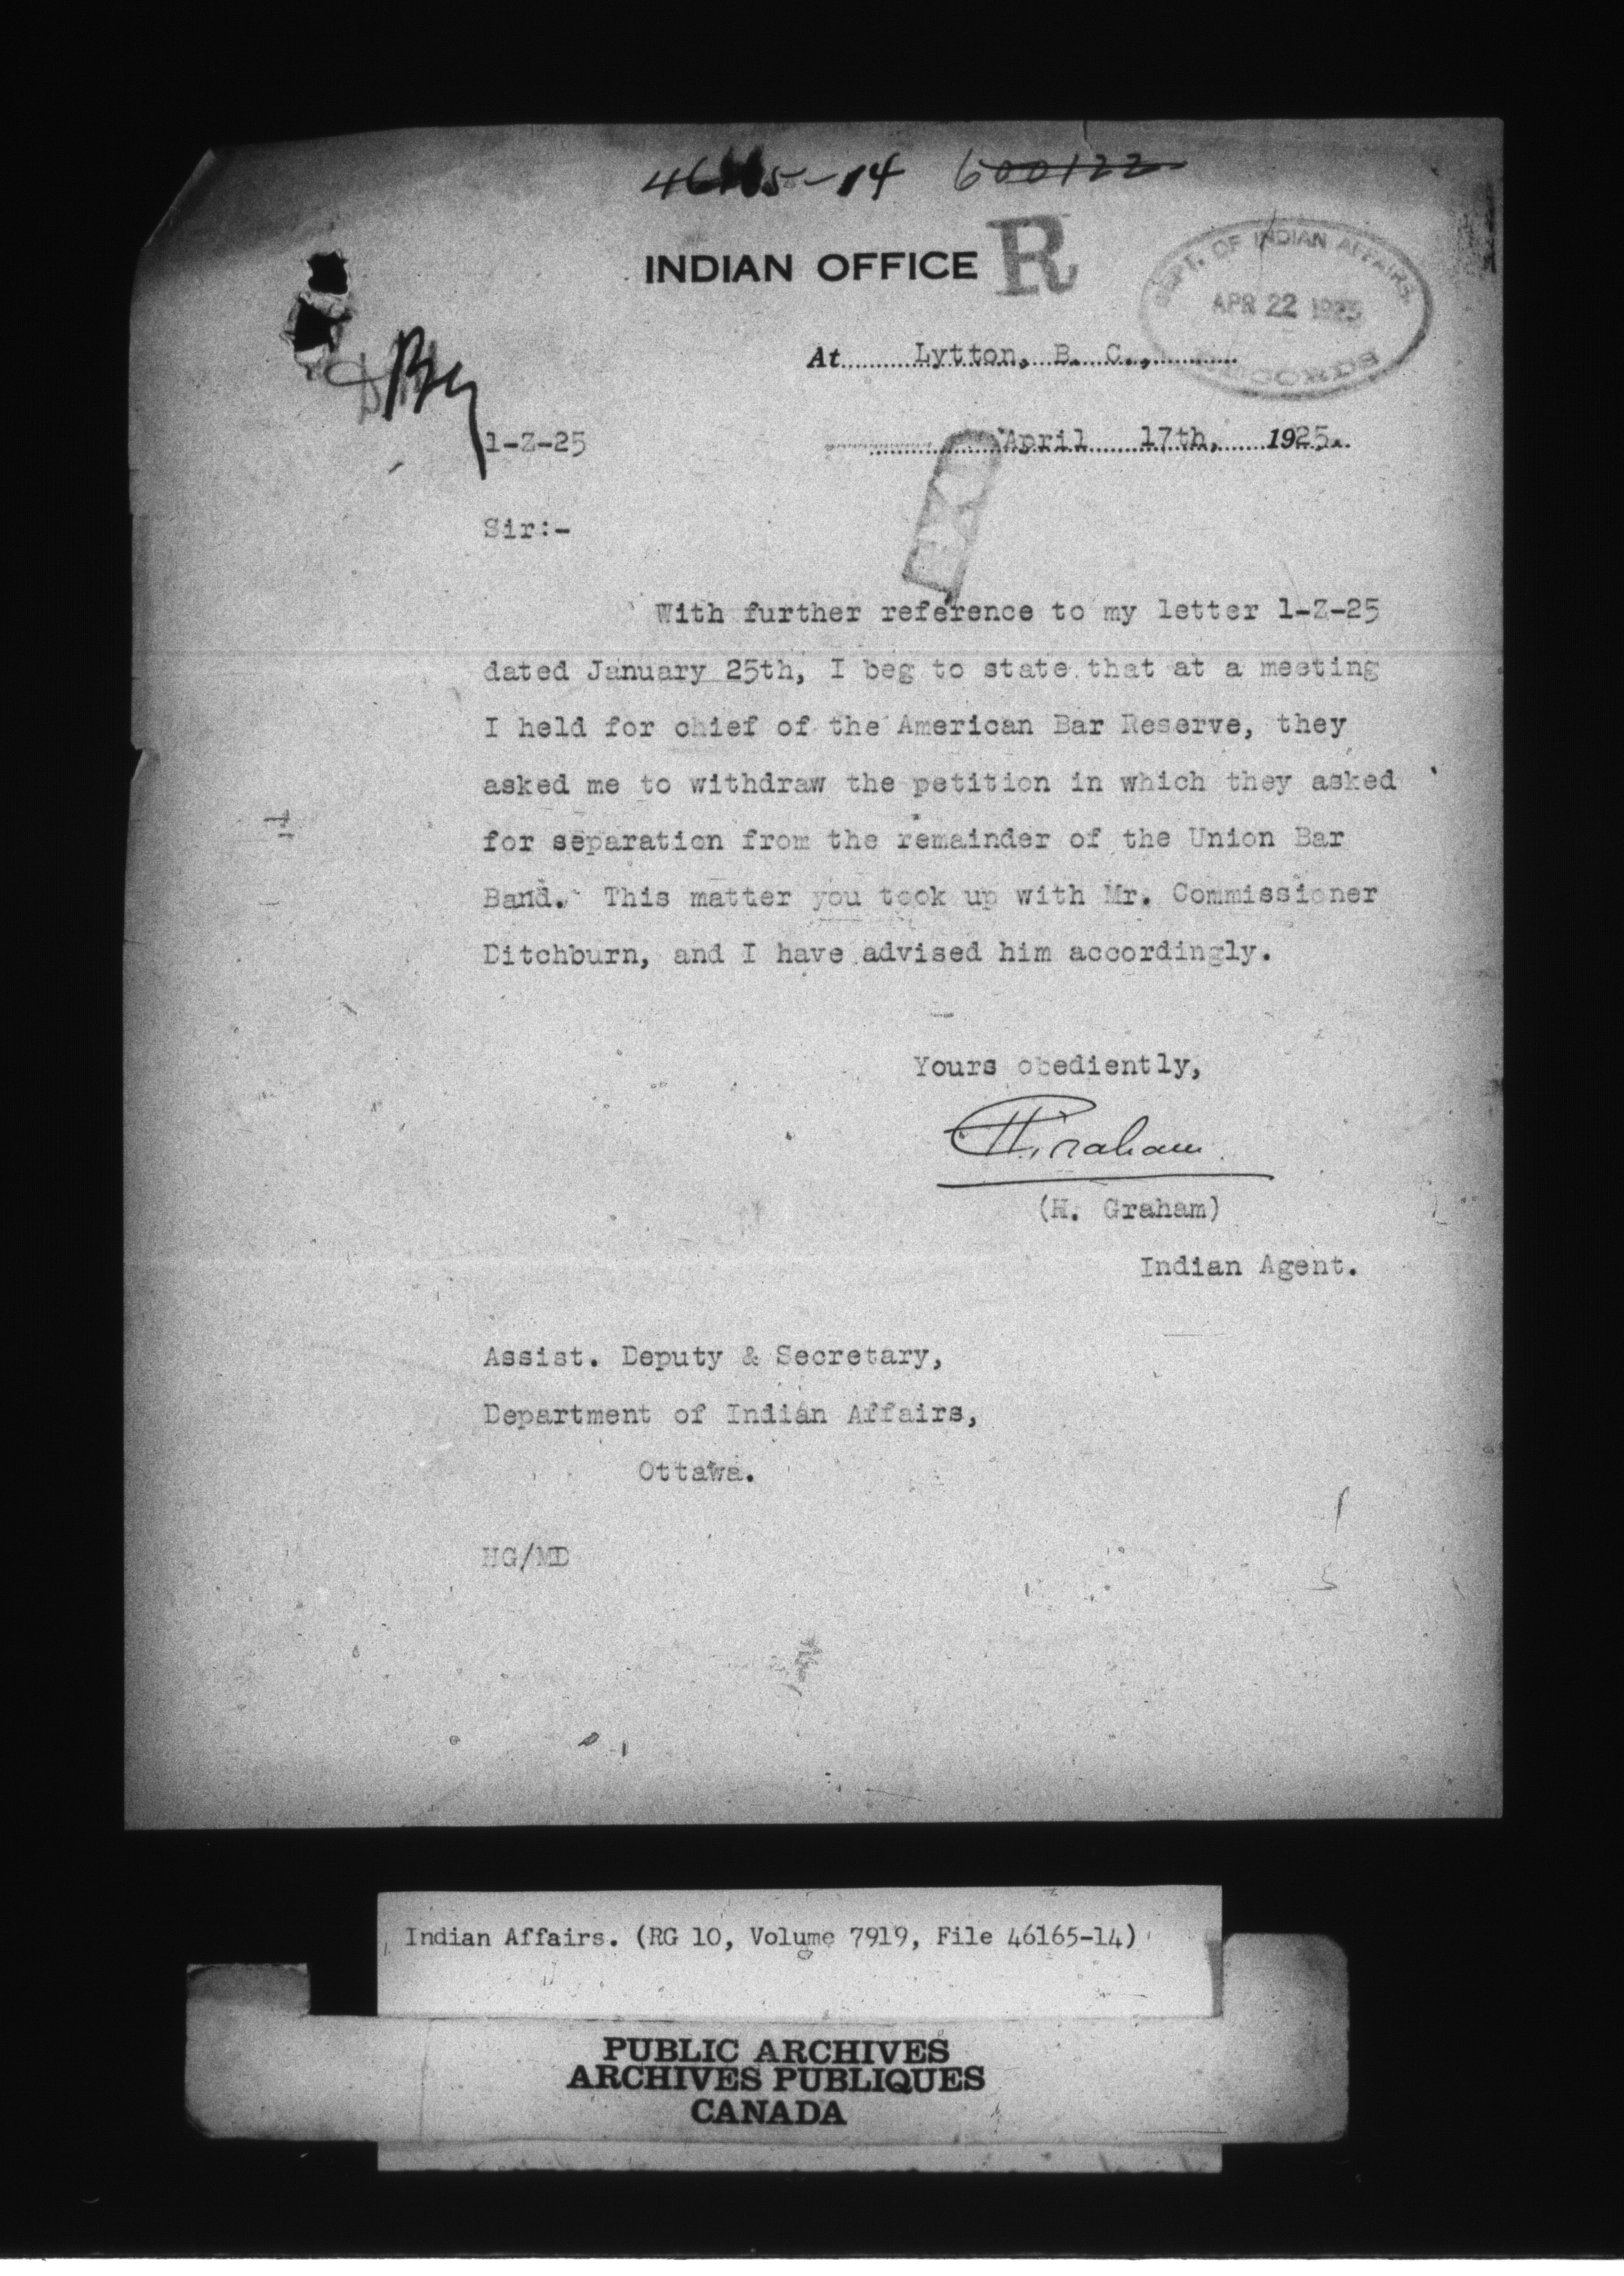 600122
INDIAN OFFICE R
DEPT. OF INDIAN AFFAIRS
APR 22 1925
RECORDS
At Lytton, B. C.,
1-Z-25
April 17th, 1925.
Sir:-
With further reference to my letter 1-Z-25
dated January 25th, I beg to state that at a meeting
I held for chief of the American Bar Reserve, they
asked me to withdraw the petition in which they asked
for separation from the remainder of the Union Bar
Band. This matter you took up with Mr. Commissioner
Ditchburn, and I have advised him accordingly.
Yours obediently,
H. Graham
(H. Graham)
Indian Agent.
Assist. Deputy & Secretary,
Department of Indian Affairs,
Ottawa.
HG/MD
Indian Affairs. (RG 10, Volume 7919, File 46165-14)
PUBLIC ARCHIVES
ARCHIVES PUBLIQUES
CANADA